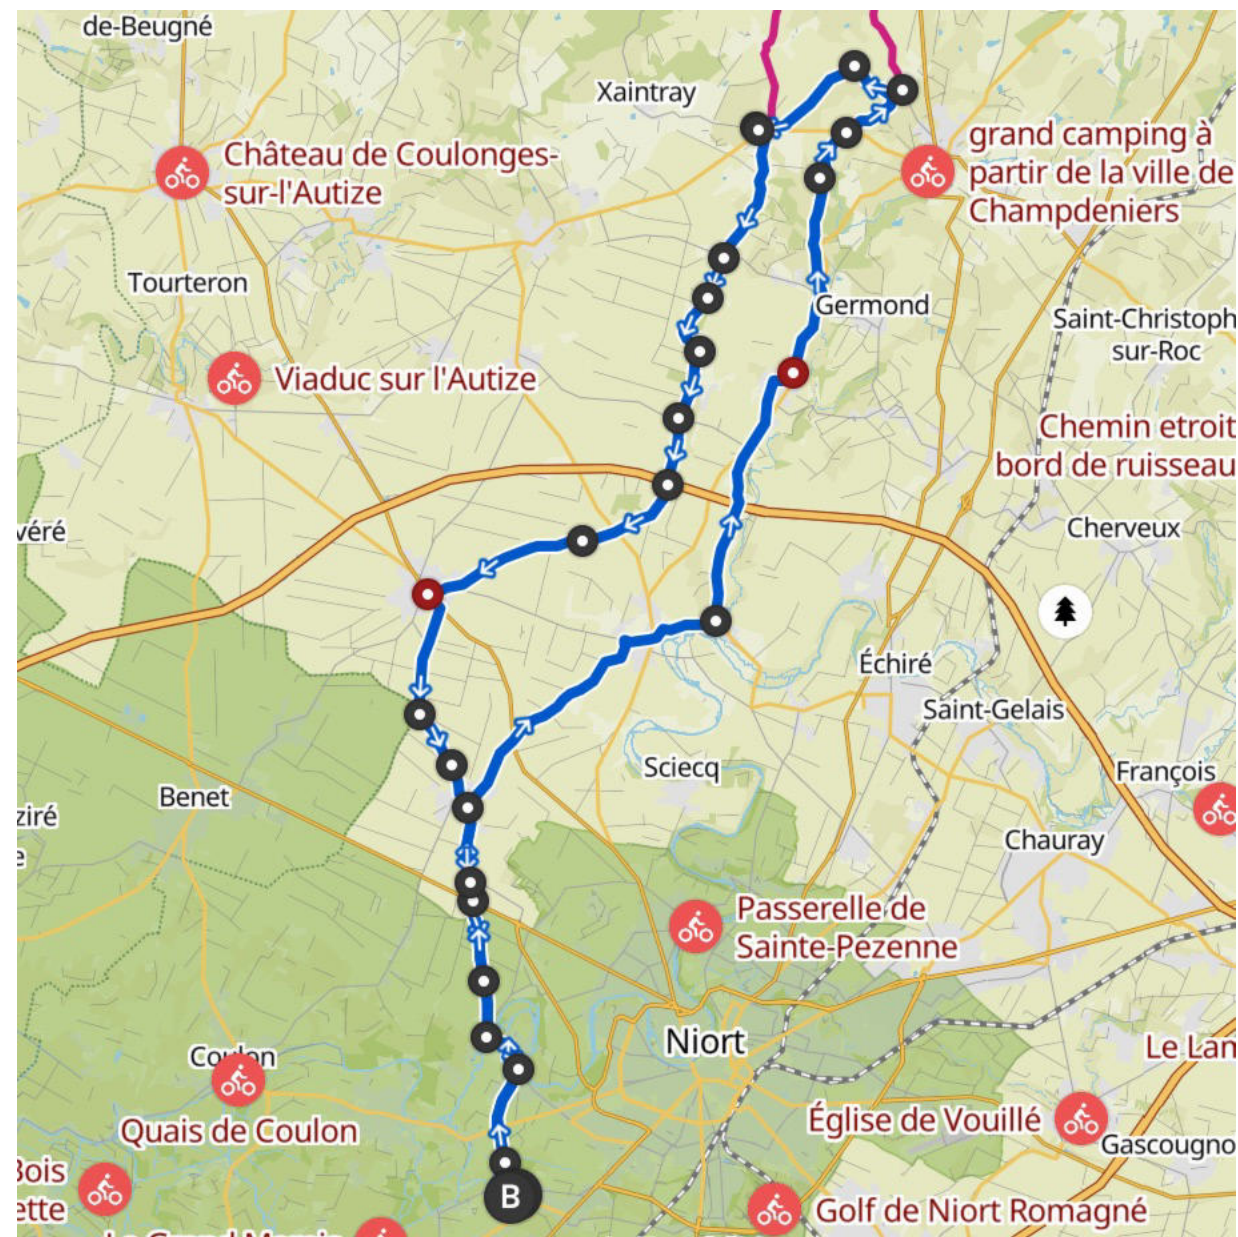 de-Beugné
Xaintray
grand camping à
partir de la ville de
Champdeniers
Château de Coulonges-
sur-l'Autize
Tourteron
Germond
Saint-Christoph
sur-Roc
Viaduc sur l'Autize
Chemin etroit
bord de ruisseau
véré
Cherveux
Échiré
Saint-Gelais
Sciecq
François
Benet
ziré
e
Chauray
Passerelle de
Sainte-Pezenne
Niort
Le Lam
Coulon
Quais de Coulon
Église de Vouillé
Gascougno
Bois
ette
B
Golf de Niort Romagné